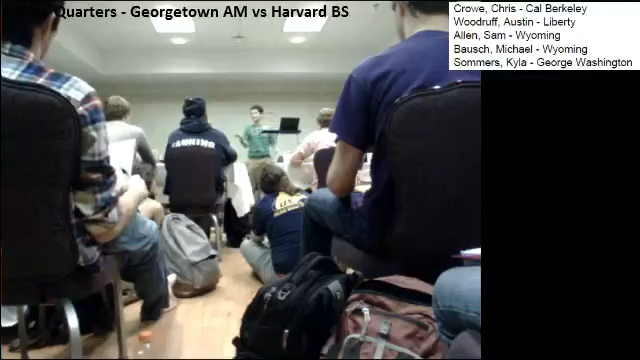 Quarters - Georgetown AM vs Harvard BS
Crowe, Chris - Cal Berkeley
Woodruff, Austin - Liberty
Allen, Sam - Wyoming
Bausch, Michael - Wyoming
Sommers, Kyla - George Washington